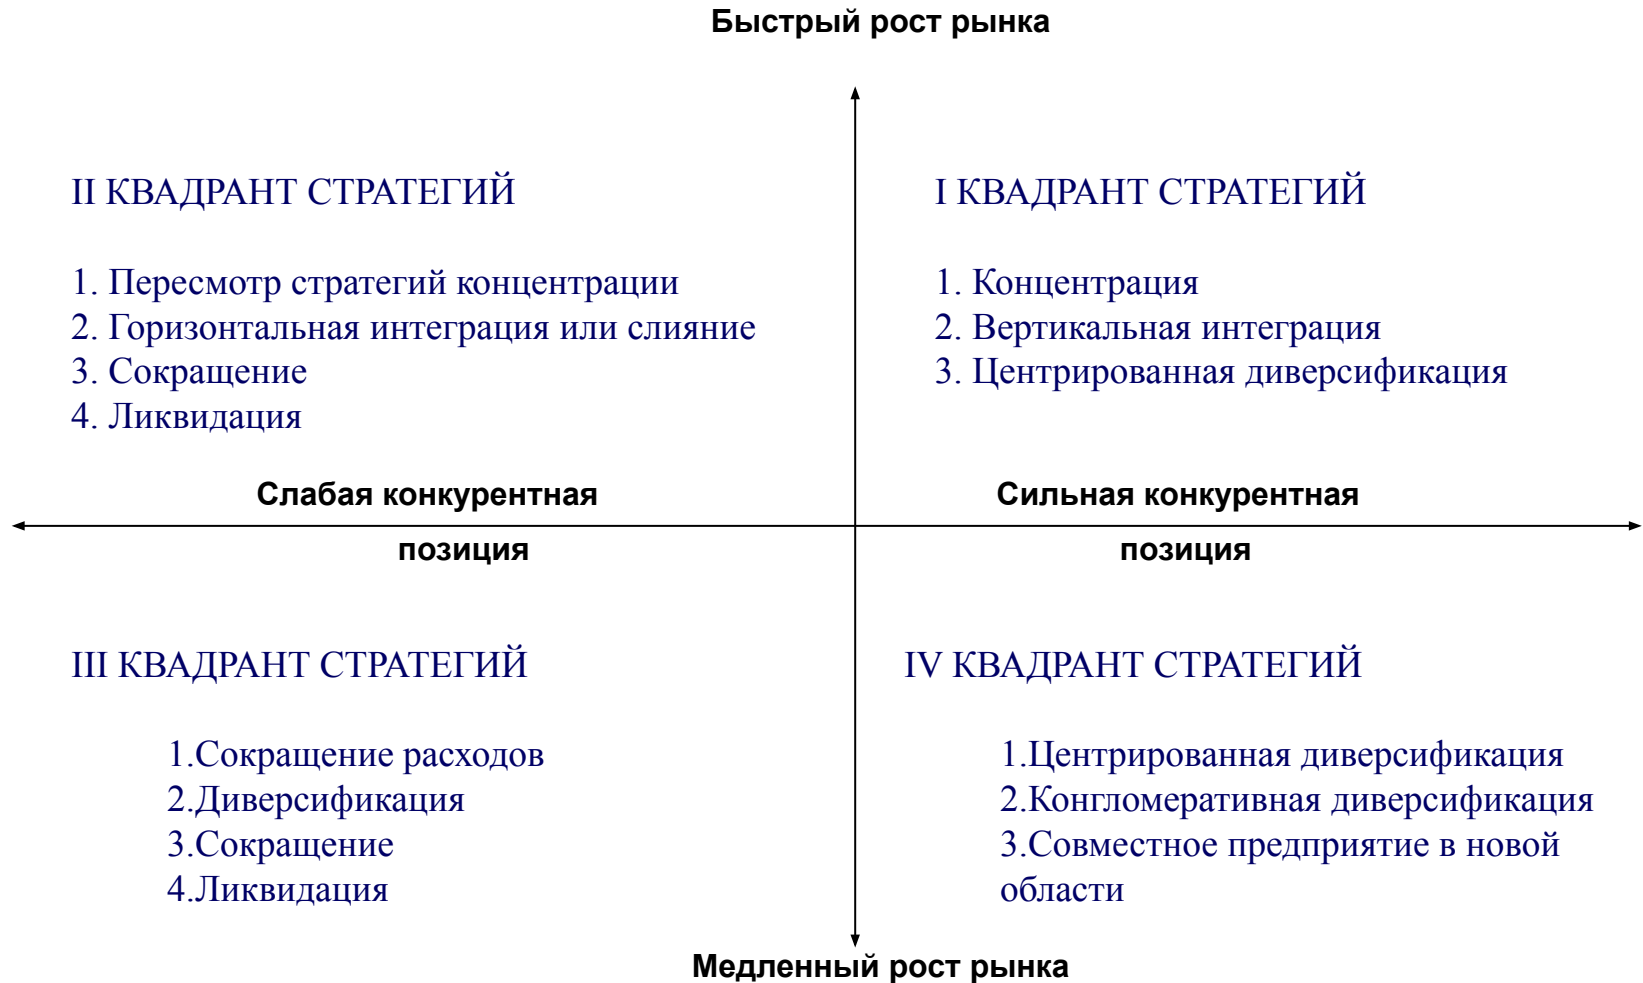 Быстрый рост рынка
II КВАДРАНТ СТРАТЕГИЙ
1. Пересмотр стратегий концентрации
2. Горизонтальная интеграция или слияние
3. Сокращение
4. Ликвидация
I КВАДРАНТ СТРАТЕГИЙ
1. Концентрация
2. Вертикальная интеграция
3. Центрированная диверсификация
Слабая конкурентная
позиция
Сильная конкурентная
позиция
III КВАДРАНТ СТРАТЕГИЙ
1.Сокращение расходов
2.Диверсификация
3.Сокращение
4.Ликвидация
IV КВАДРАНТ СТРАТЕГИЙ
1.Центрированная диверсификация
2.Конгломеративная диверсификация
3.Совместное предприятие в новой
области
Медленный рост рынка